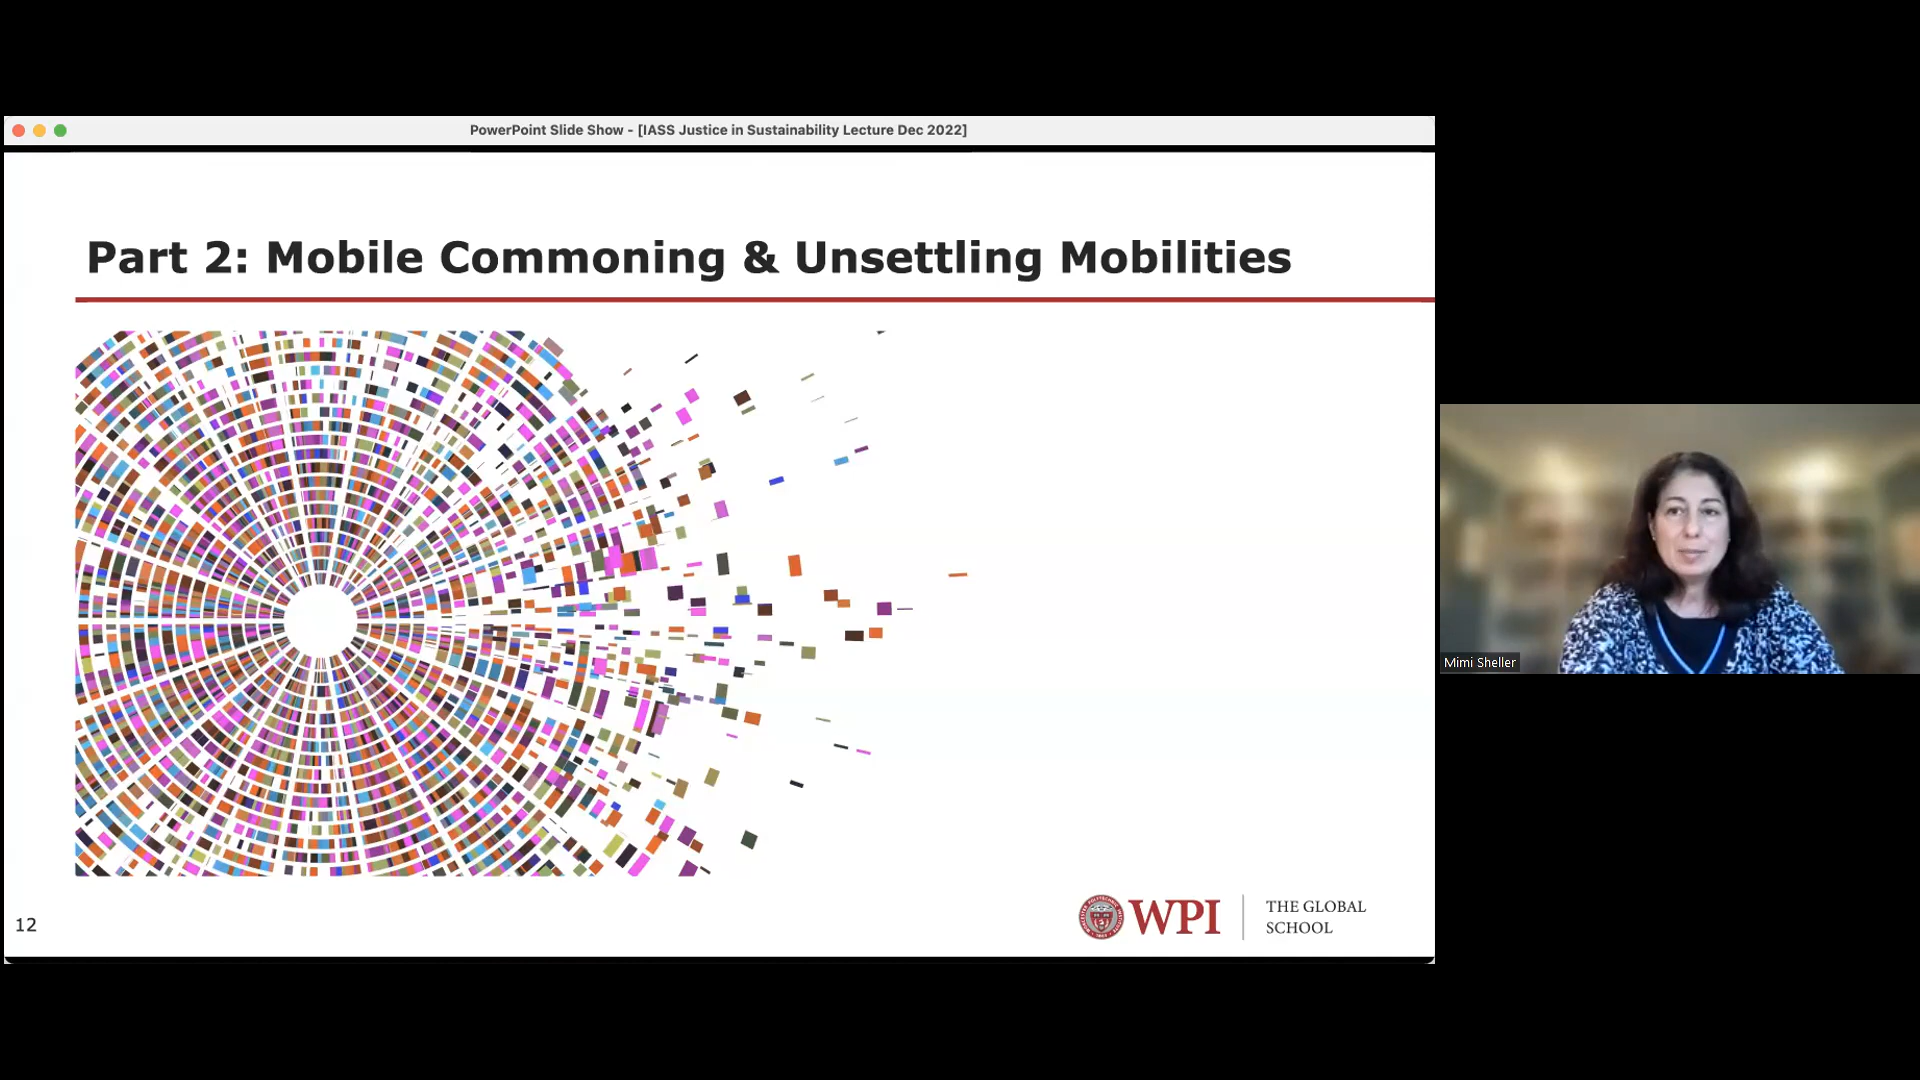 PowerPoint Slide Show - [IASS Justice in Sustainability Lecture Dec 2022]
Part 2: Mobile Commoning & Unsettling Mobilities
Mimi Sheller
12
WPI
THE GLOBAL
SCHOOL